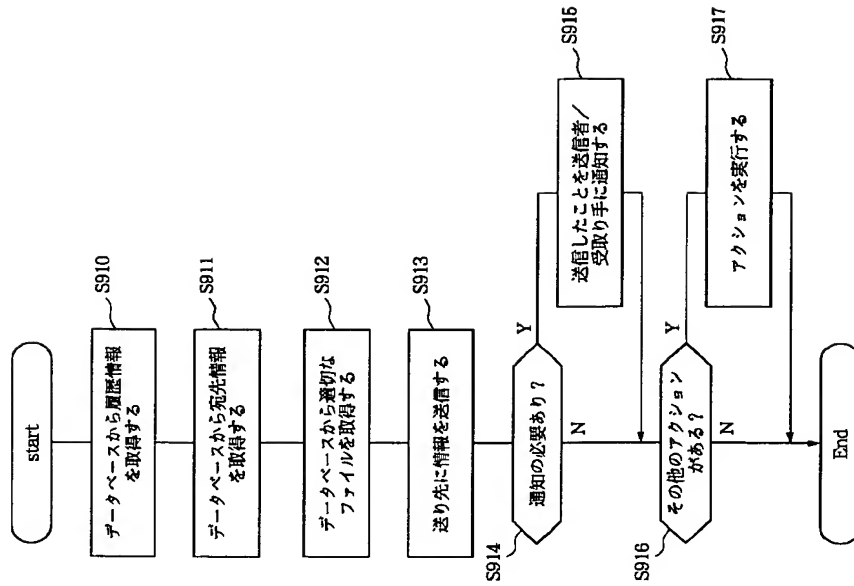 start
S910
データベースから履歴情報
を取得する
S911
データベースから宛先情報
を取得する
S912
データベースから適切な
ファイルを取得する
S913
送り先に情報を送信する
S914
通知の必要あり？
Y
N
S915
送信したことを送信者／
受取り手に通知する
S916
その他のアクション
がある？
Y
N
S917
アクションを実行する
End